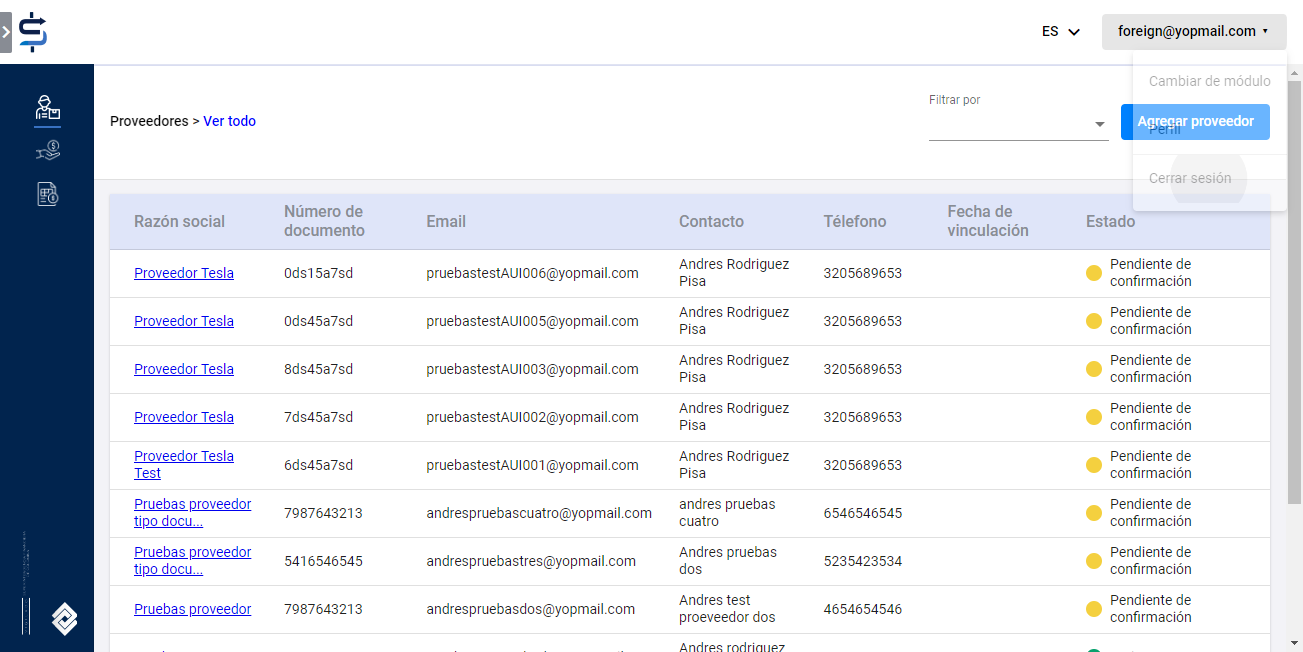 ES
foreign@yopmail.com
Cambiar de módulo
Perfil
Cerrar sesión
Proveedores > Ver todo
Filtrar por
Agregar proveedor
Razón social
Número de
documento
Email
Contacto
Télefono
Fecha de
vinculación
Estado
Proveedor Tesla
0ds15a7sd
pruebastestAUI006@yopmail.com
Andres Rodriguez
Pisa
3205689653
Pendiente de
confirmación
Proveedor Tesla
0ds45a7sd
pruebastestAUI005@yopmail.com
Andres Rodriguez
Pisa
3205689653
Pendiente de
confirmación
Proveedor Tesla
8ds45a7sd
pruebastestAUI003@yopmail.com
Andres Rodriguez
Pisa
3205689653
Pendiente de
confirmación
Proveedor Tesla
7ds45a7sd
pruebastestAUI002@yopmail.com
Andres Rodriguez
Pisa
3205689653
Pendiente de
confirmación
Proveedor Tesla
Test
6ds45a7sd
pruebastestAUI001@yopmail.com
Andres Rodriguez
Pisa
3205689653
Pendiente de
confirmación
Pruebas proveedor
tipo docu...
7987643213
andrespruebascuatro@yopmail.com
andres pruebas
cuatro
6546546545
Pendiente de
confirmación
Pruebas proveedor
tipo docu...
5416546545
andrespruebastres@yopmail.com
Andres pruebas
dos
5235423534
Pendiente de
confirmación
Pruebas proveedor
7987643213
andrespruebasdos@yopmail.com
Andres test
proeveedor dos
4654654546
Pendiente de
confirmación
Andres rodriguez